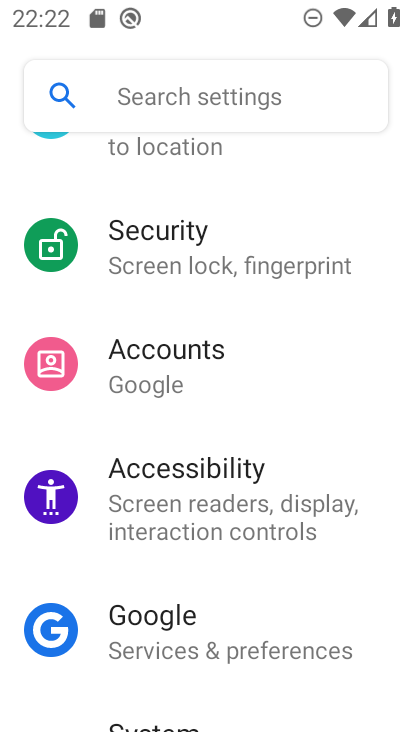 22:22
Search settings
to location
Security
Screen lock, fingerprint
Accounts
Google
Accessibility
Screen readers, display,
interaction controls
Google
Services & preferences
System